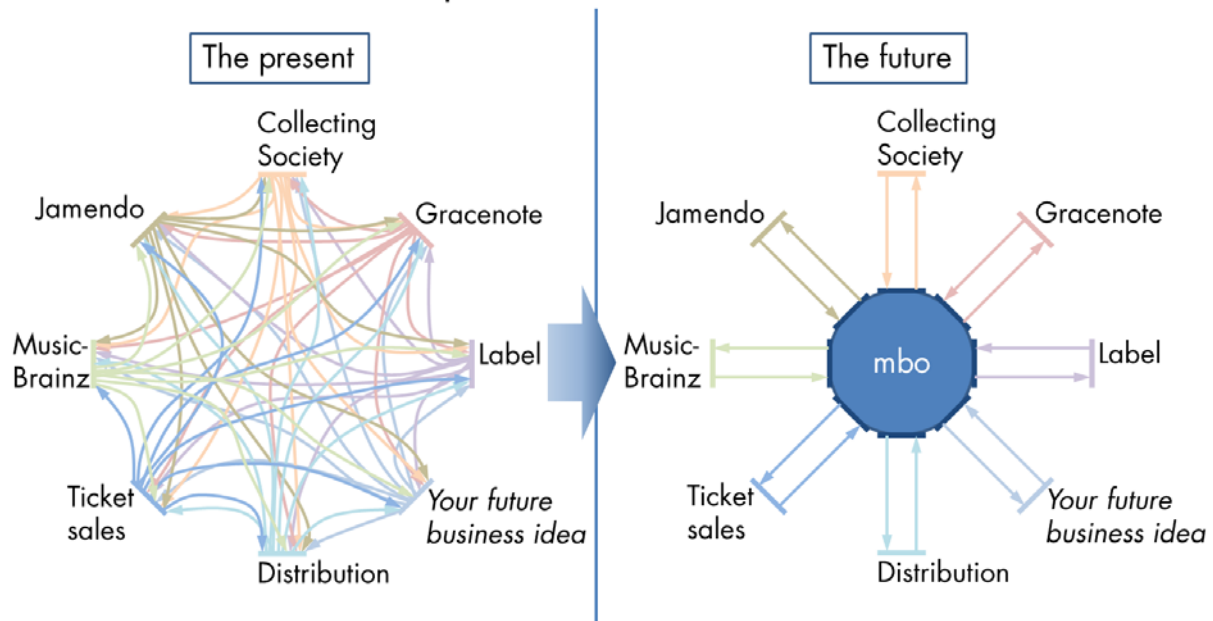 The present
Collecting
Society
Jamendo
Gracenote
Music-
Brainz
Label
Ticket
sales
Your future
business idea
Distribution
The future
Collecting
Society
Jamendo
Gracenote
Music-
Brainz
mbo
Label
Ticket
sales
Your future
business idea
Distribution